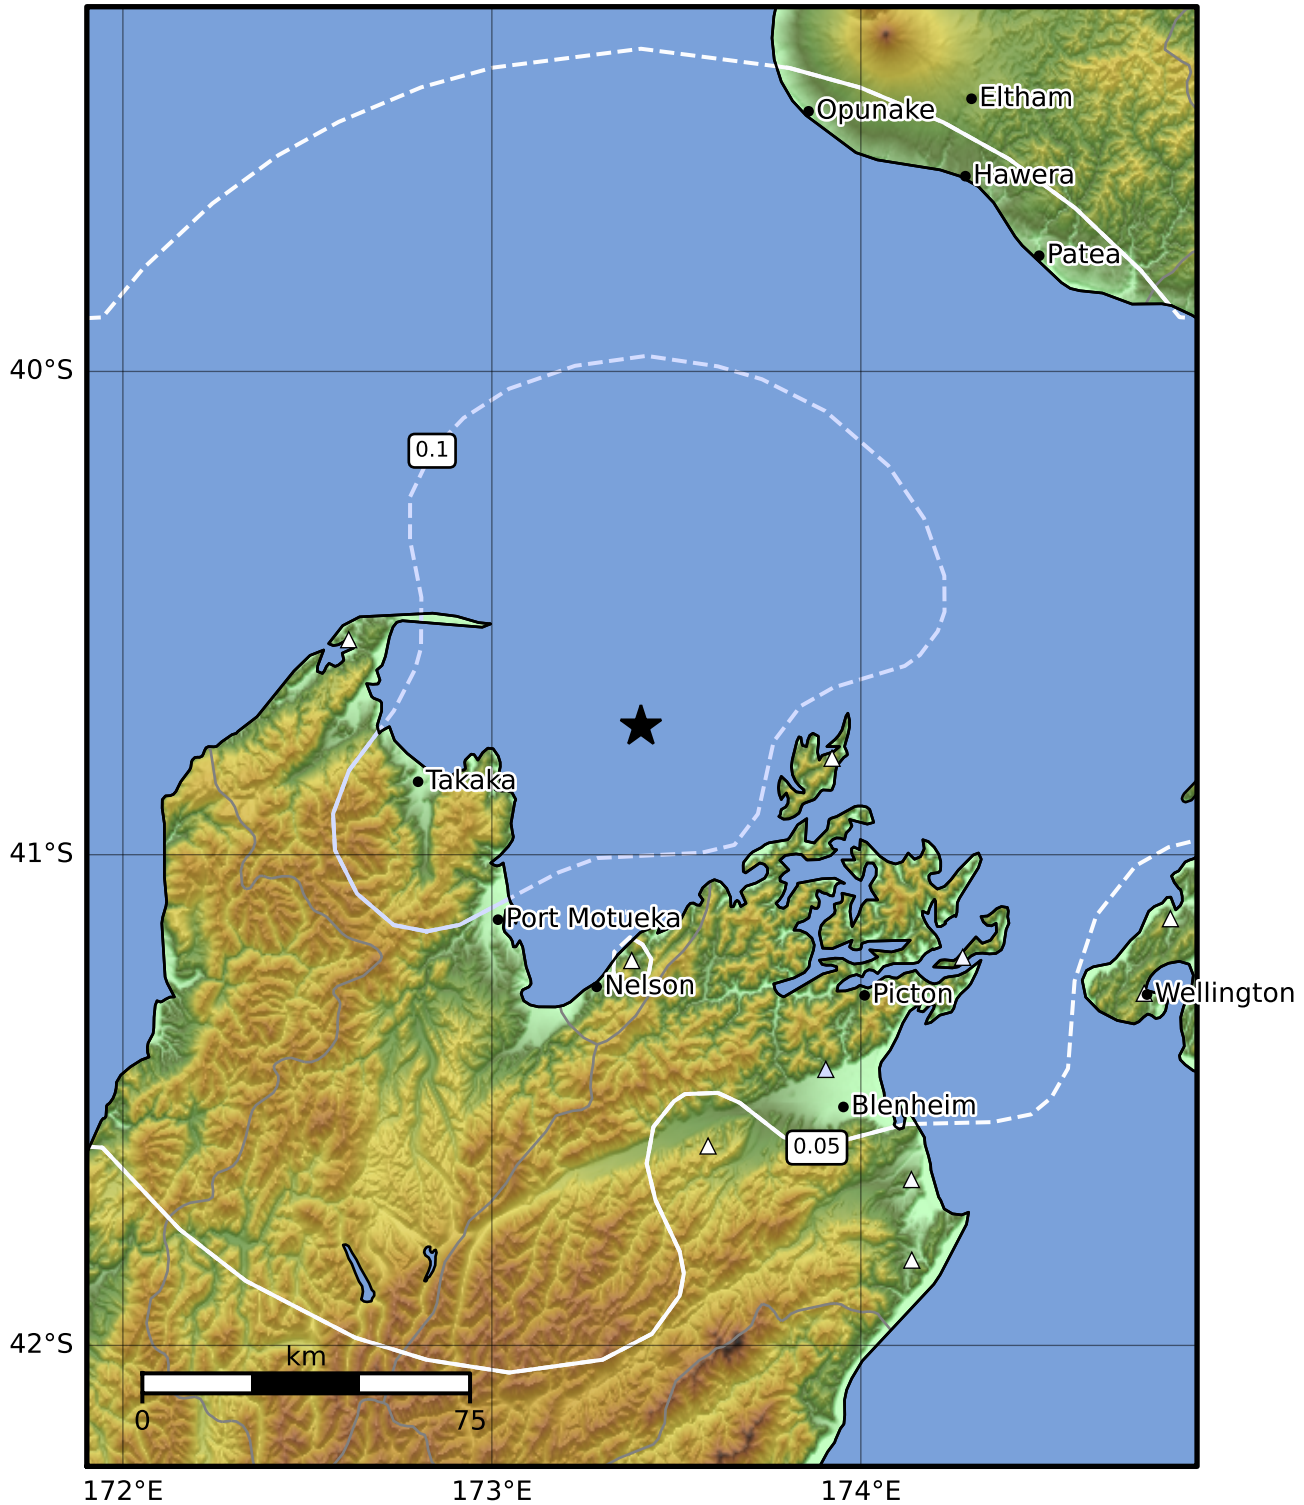 Eltham
Opunake
Hawera
Patea
40°S
0.1
Takaka
41°S
Port Motueka
Nelson
Picton
Wellington
Blenheim
0.05
42°S
km
0
75
172°E
173°E
174°E